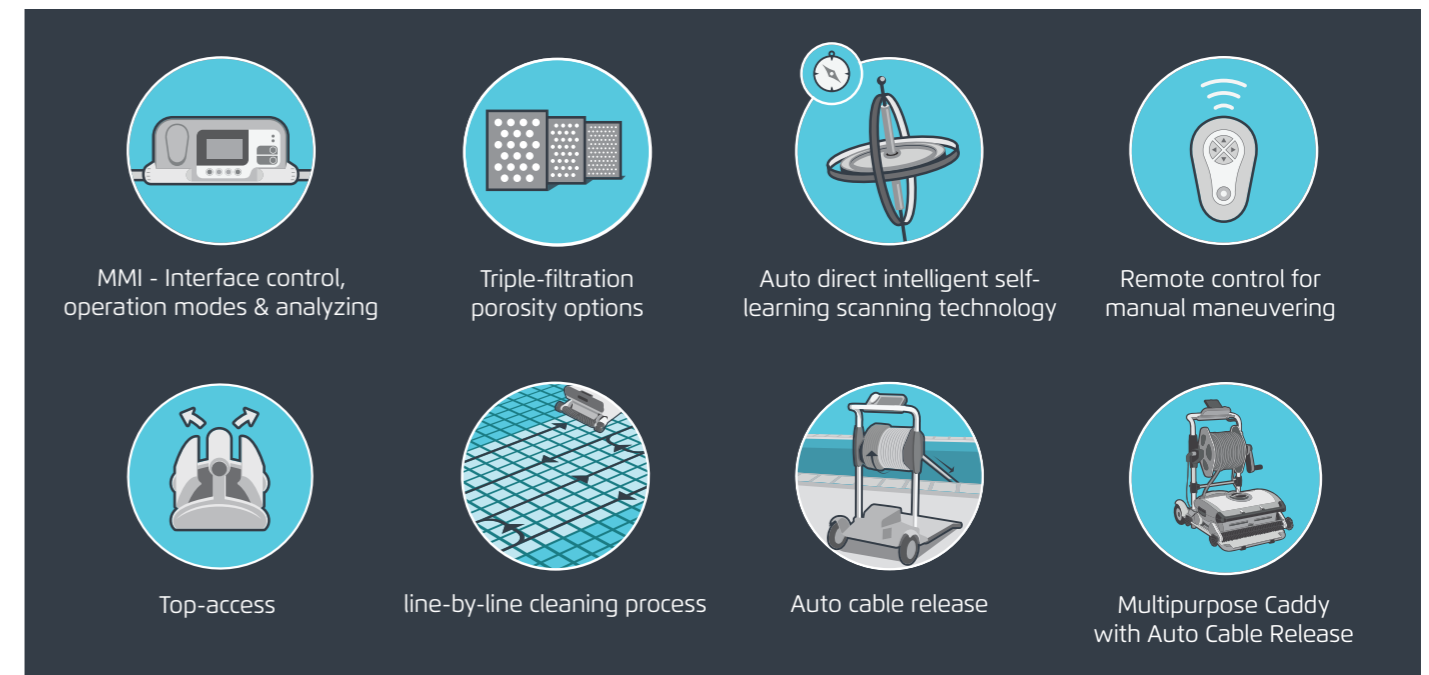 MMI - Interface control,
operation modes & analyzing
Triple-filtration
porosity options
Auto direct intelligent self-
learning scanning technology
Remote control for
manual maneuvering
Top-access
line-by-line cleaning process
Auto cable release
Multipurpose Caddy
with Auto Cable Release